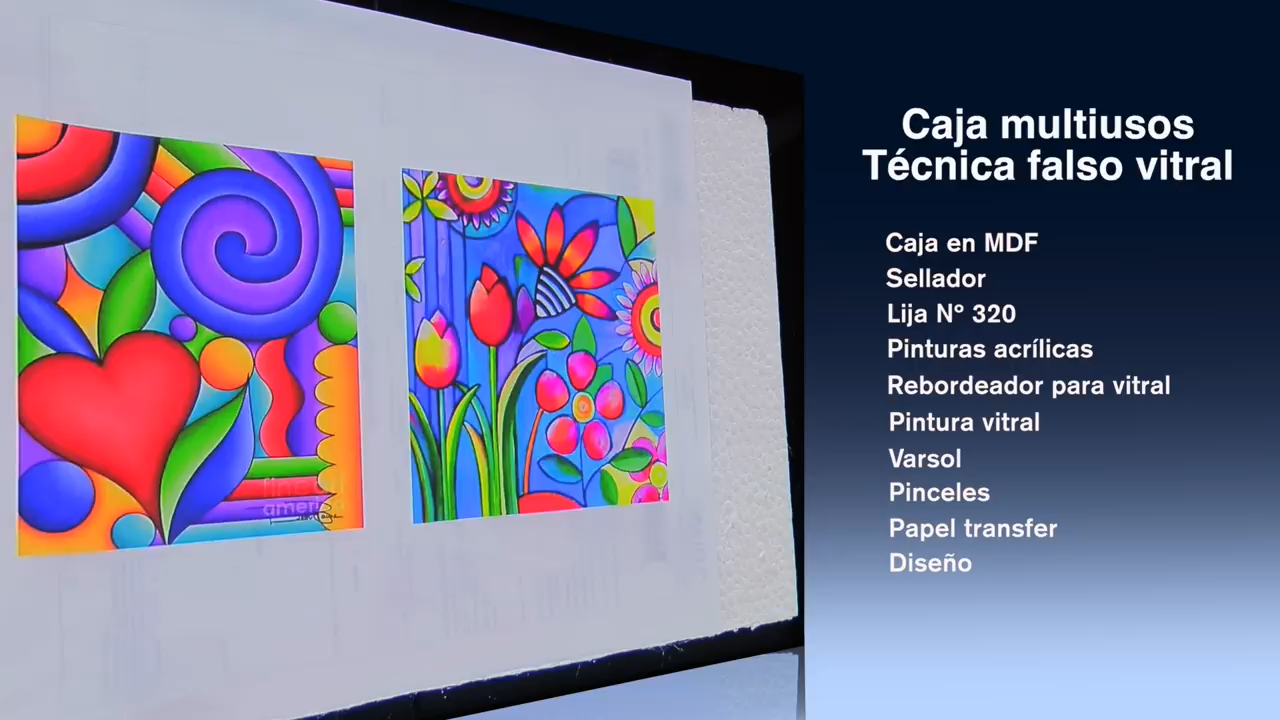 Caja multiusos
Técnica falso vitral
Caja en MDF
Sellador
Lija Nº 320
Pinturas acrílicas
Rebordeador para vitral
Pintura vitral
Varsol
Pinceles
Papel transfer
Diseño